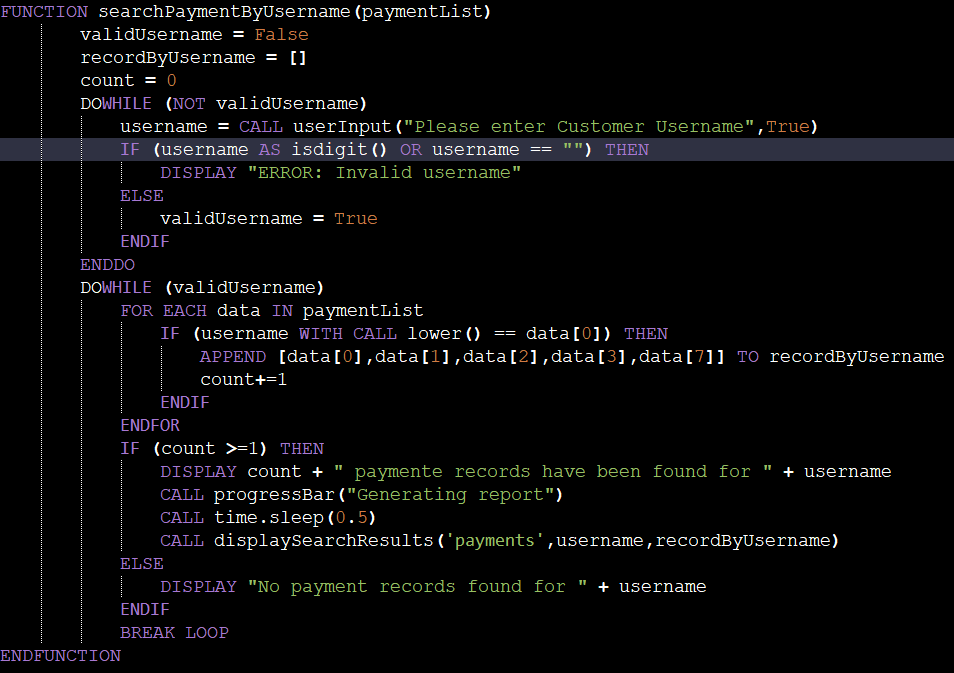 FUNCTION searchPaymentByUsername(paymentList)
validUsername = False
recordByUsername = []
count = 0
DOWHILE (NOT validUsername)
username = CALL userInput("Please enter Customer Username",True)
IF (username AS isdigit() OR username == "") THEN
DISPLAY "ERROR: Invalid username"
ELSE
validUsername = True
ENDIF
ENDDO
DOWHILE (validUsername)
FOR EACH data IN paymentList
IF (username WITH CALL lower() == data[0]) THEN
APPEND [data[0],data[1],data[2],data[3],data[7]] TO recordByUsername
count+=1
ENDIF
ENDFOR
IF (count >=1) THEN
DISPLAY count + " paymente records have been found for " + username
CALL progressBar("Generating report")
CALL time.sleep(0.5)
CALL displaySearchResults('payments',username,recordByUsername)
ELSE
DISPLAY "No payment records found for " + username
ENDIF
BREAK LOOP
ENDFUNCTION